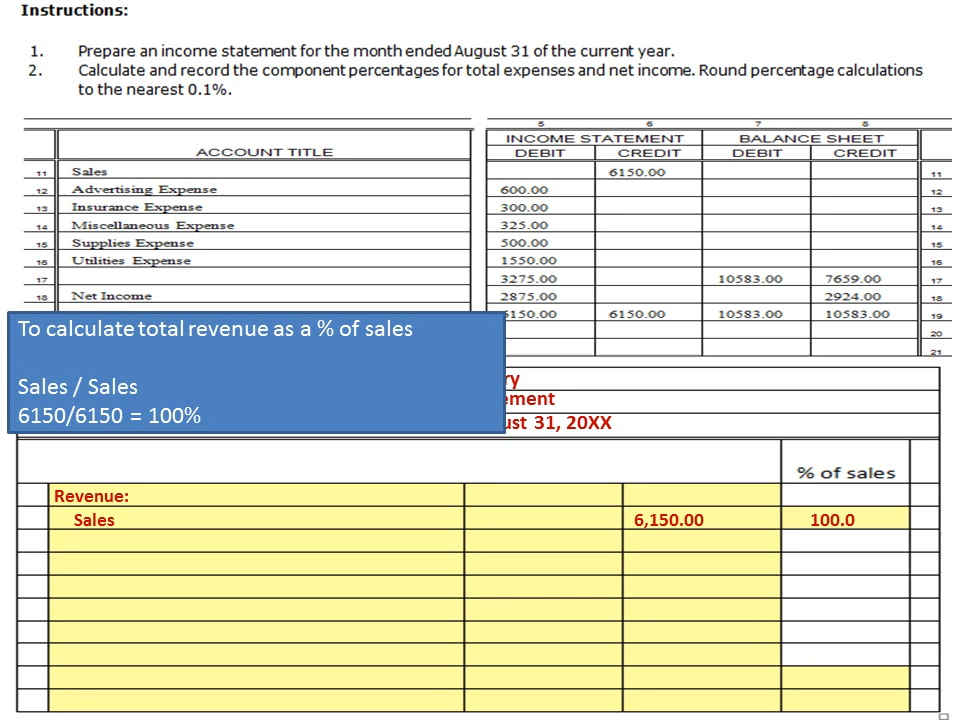 Instructions:
1. Prepare an income statement for the month ended August 31 of the current year.
2. Calculate and record the component percentages for total expenses and net income. Round percentage calculations
to the nearest 0.1%.
5 6 7 8
INCOME STATEMENT BALANCE SHEET
ACCOUNT TITLE DEBIT CREDIT DEBIT CREDIT
11 Sales 6150.00 11
12 Advertising Expense 600.00 12
13 Insurance Expense 300.00 13
14 Miscellaneous Expense 325.00 14
15 Supplies Expense 500.00 15
16 Utilities Expense 1550.00 16
17 3275.00 10583.00 7659.00 17
18 Net Income 2875.00 2924.00 18
6150.00 6150.00 10583.00 10583.00 19
20
21
To calculate total revenue as a % of sales
Sales / Sales
6150/6150 = 100%
ry
ement
ust 31, 20XX
% of sales
Revenue:
Sales 6,150.00 100.0